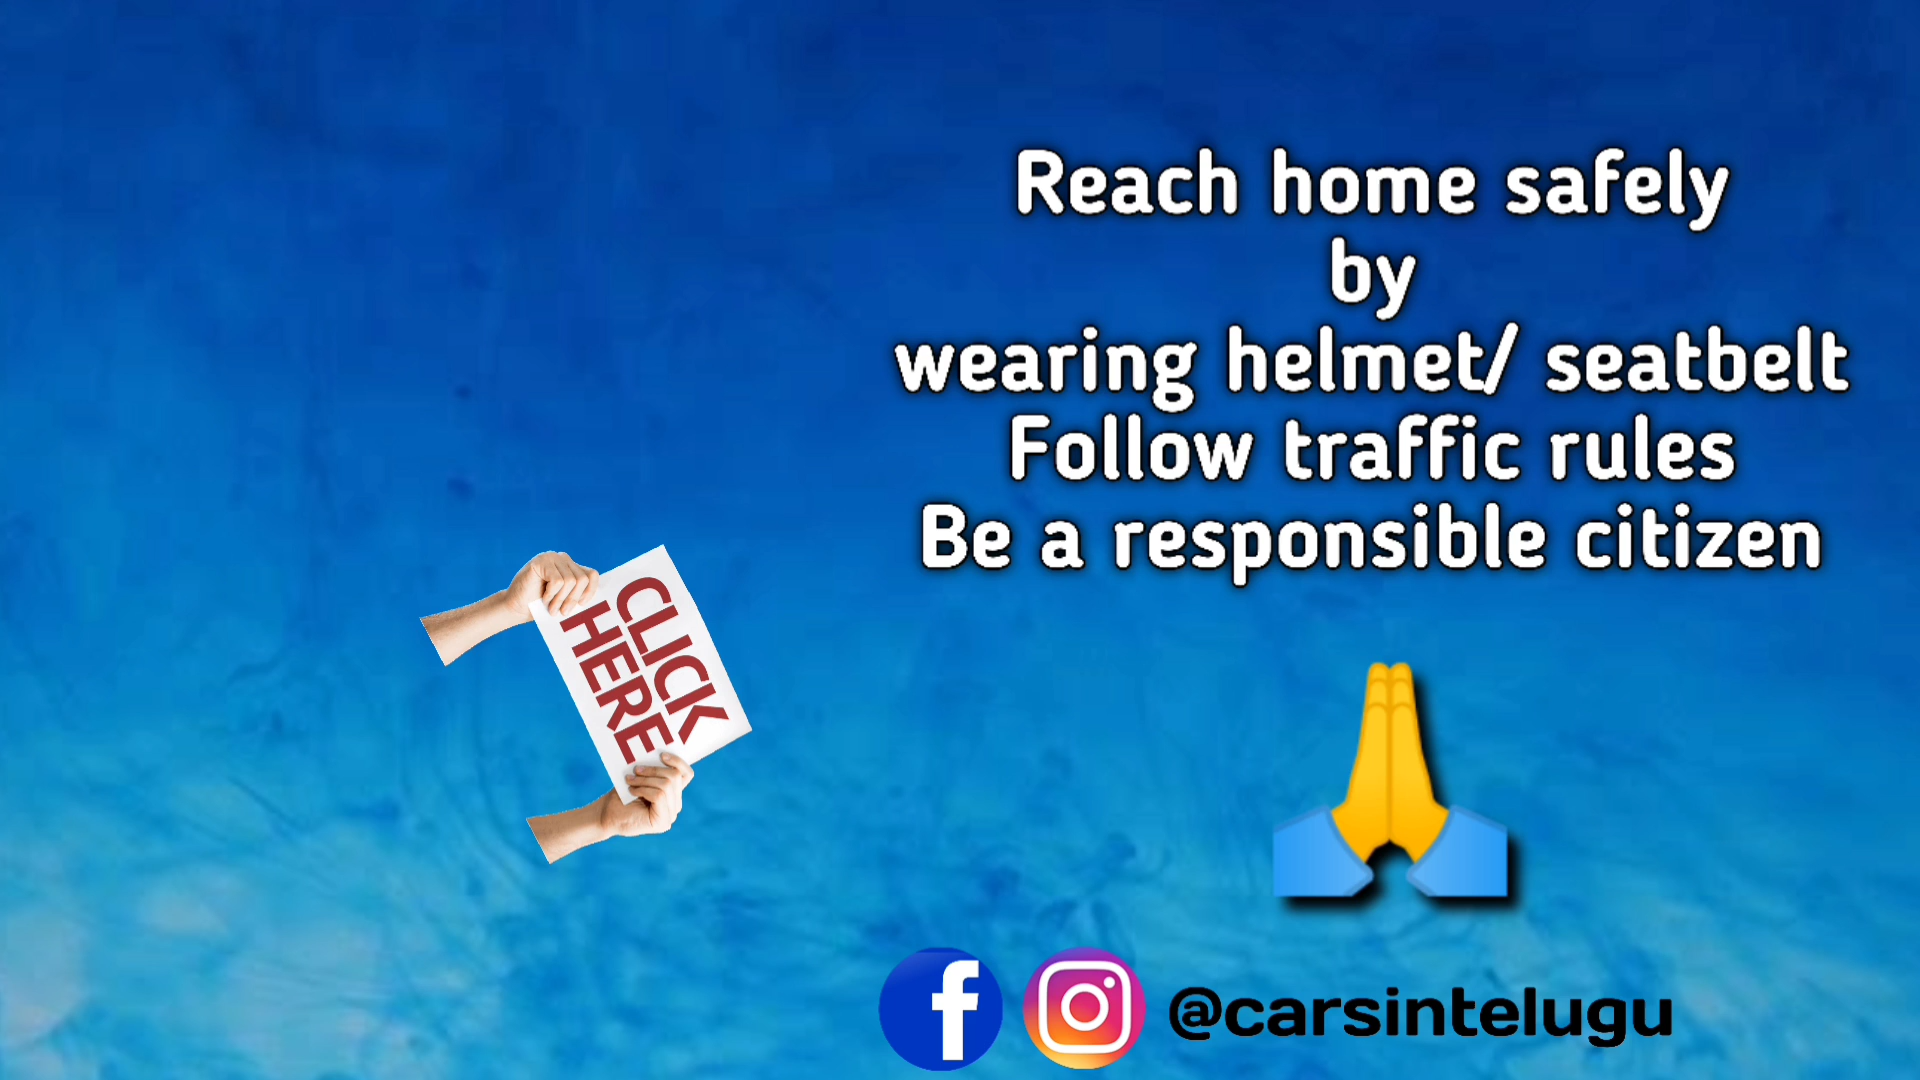 Reach home safely
by
wearing helmet/ seatbelt
Follow traffic rules
Be a responsible citizen
CLICK
HERE
@carsintelugu